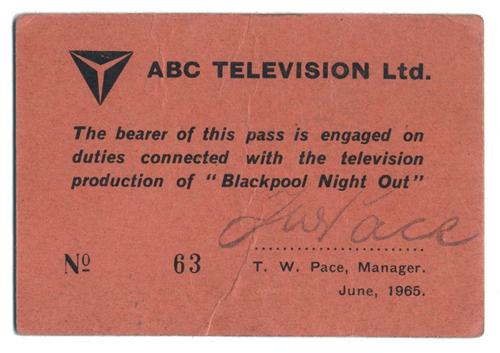 ABC TELEVISION Ltd.
The bearer of this pass is engaged on
duties connected with the television
production of "Blackpool Night Out"
TWPace
Nº 63
T. W. Pace, Manager.
June, 1965.